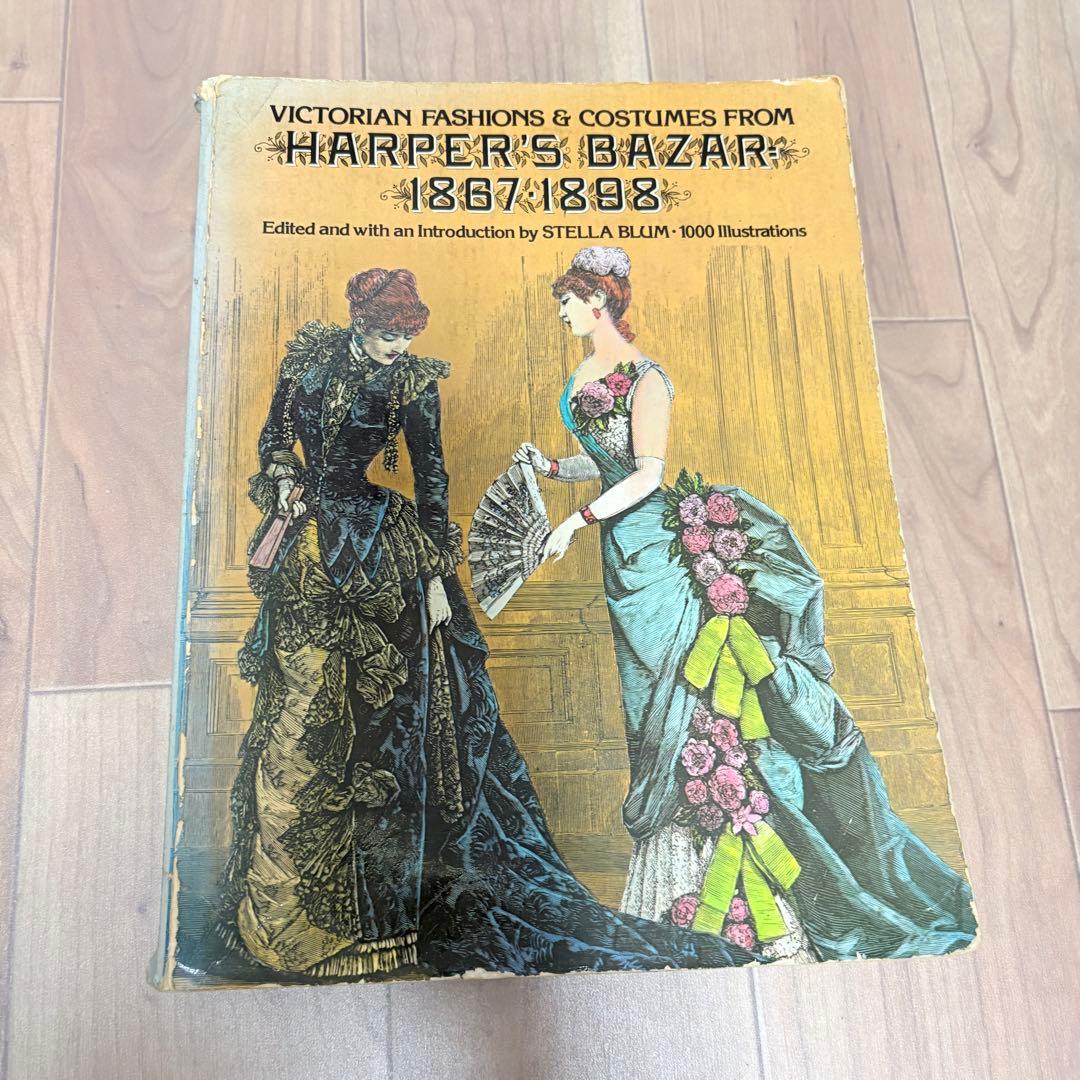 VICTORIAN FASHIONS & COSTUMES FROM
HARPER'S BAZAR:
1867·1898
Edited and with an Introduction by STELLA BLUM · 1000 Illustrations